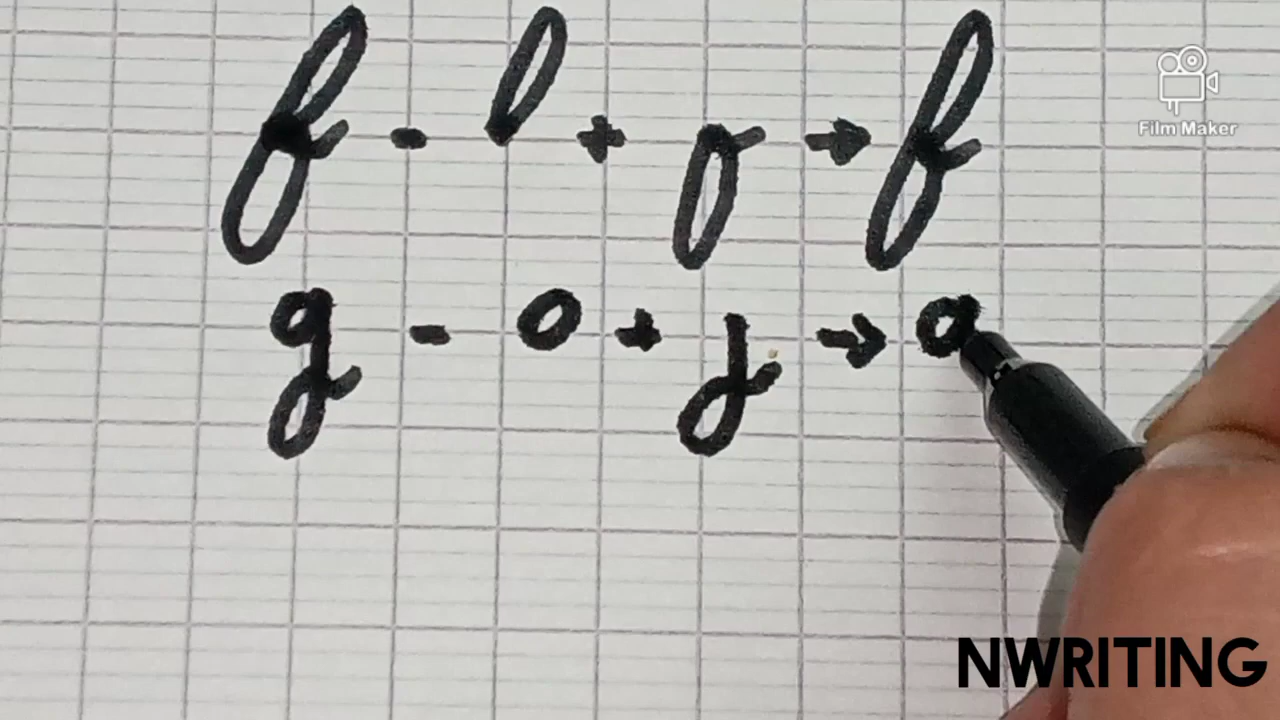 Film Maker
f - l + → f
g - o + j →
NWRITING